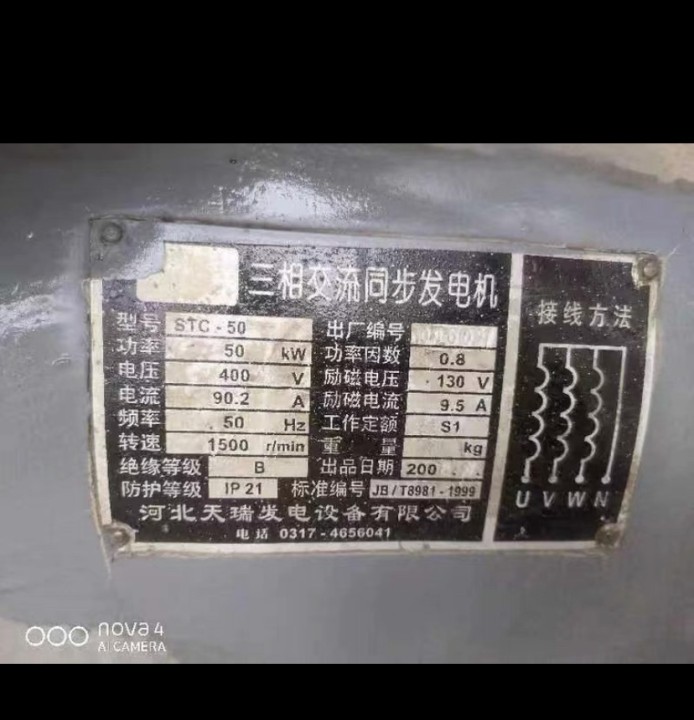 三相交流同步发电机
型号 STC-50 出厂编号
功率 50 kW 功率因数 0.8
电压 400 V 励磁电压 130 V
电流 90.2 A 励磁电流 9.5 A
频率 50 Hz 工作定额 S1
转速 1500 r/min 重 量 kg
绝缘等级 B 出品日期 200
防护等级 IP 21 标准编号 JB/T8981-1999
河北天瑞发电设备有限公司
电话 0317-4656041
接线方法
U V W N
nova 4
AI CAMERA